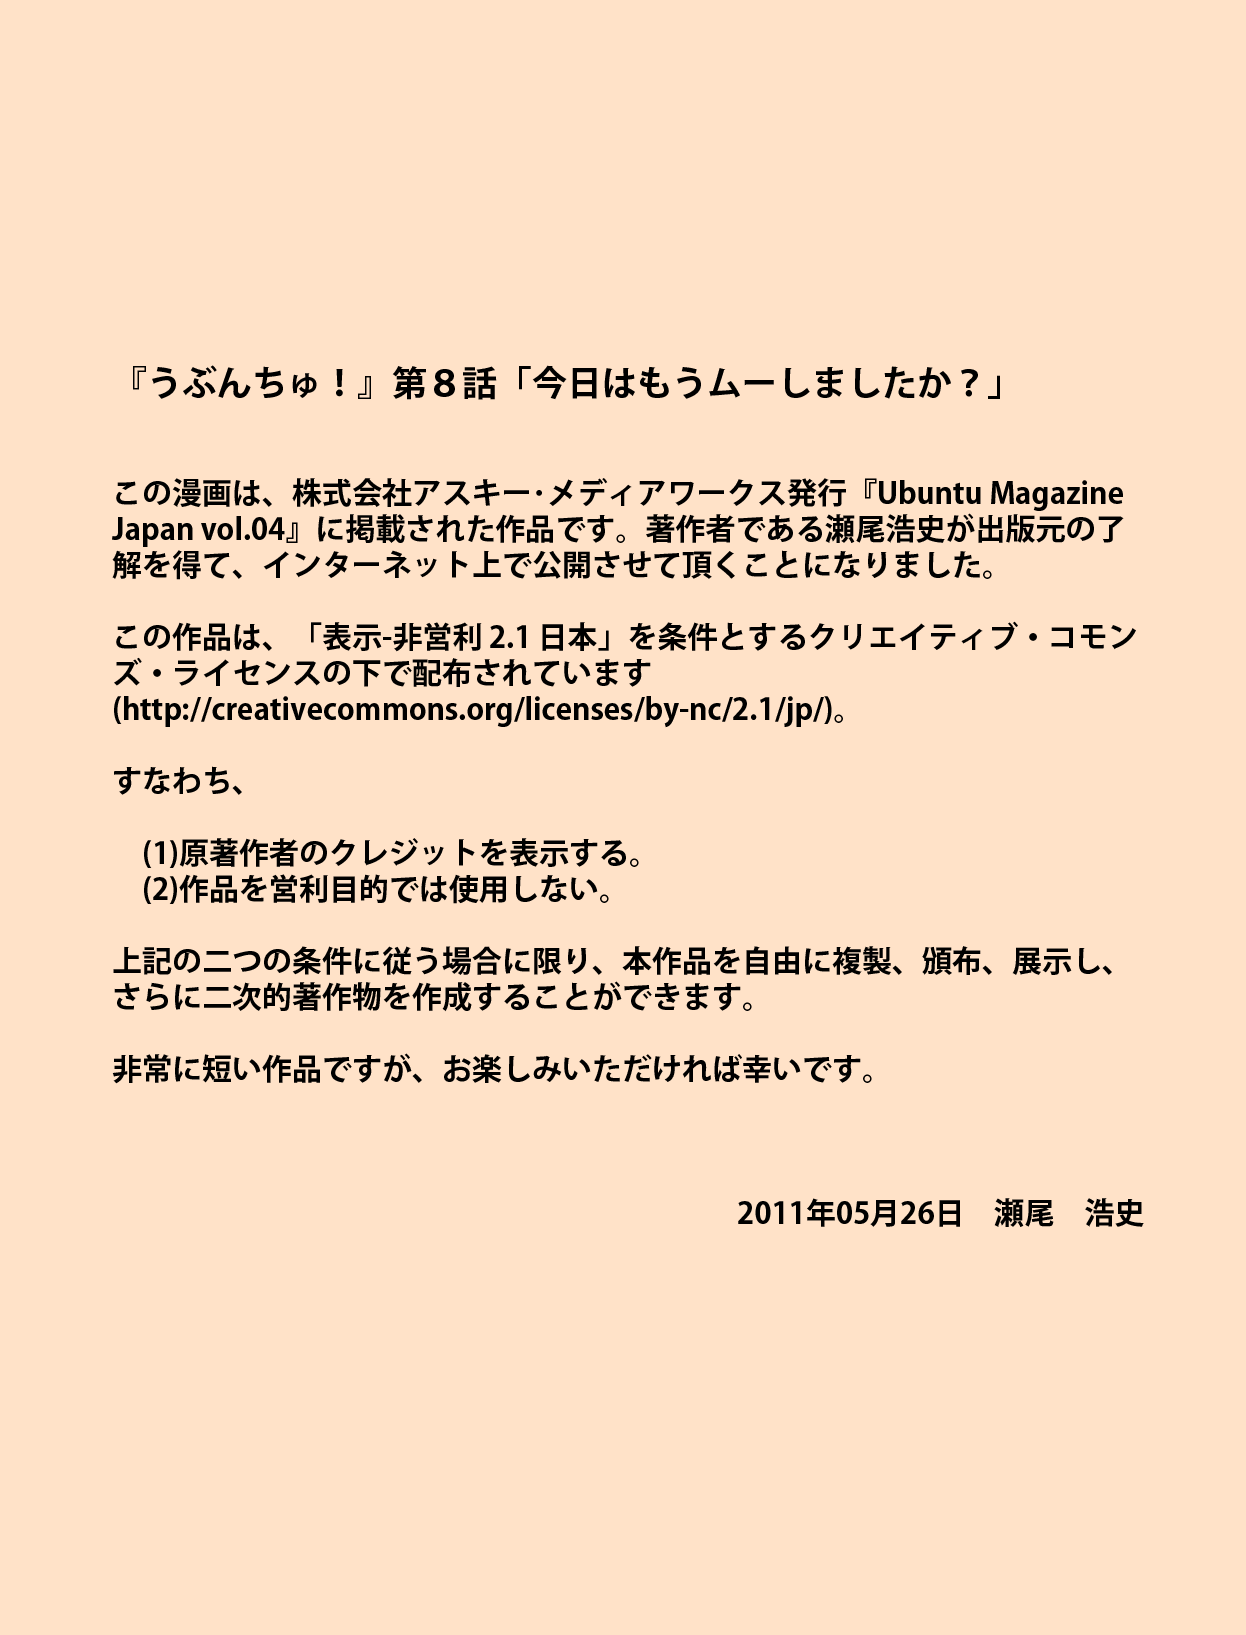 『うぶんちゅ！』第８話「今日はもうムーしましたか？」
この漫画は、株式会社アスキー･メディアワークス発行『Ubuntu Magazine
Japan vol.04』に掲載された作品です。著作者である瀬尾浩史が出版元の了
解を得て、インターネット上で公開させて頂くことになりました。
この作品は、「表示-非営利 2.1 日本」を条件とするクリエイティブ・コモン
ズ・ライセンスの下で配布されています
(http://creativecommons.org/licenses/by-nc/2.1/jp/)。
すなわち、
(1)原著作者のクレジットを表示する。
(2)作品を営利目的では使用しない。
上記の二つの条件に従う場合に限り、本作品を自由に複製、頒布、展示し、
さらに二次的著作物を作成することができます。
非常に短い作品ですが、お楽しみいただければ幸いです。
2011年05月26日　瀬尾　浩史